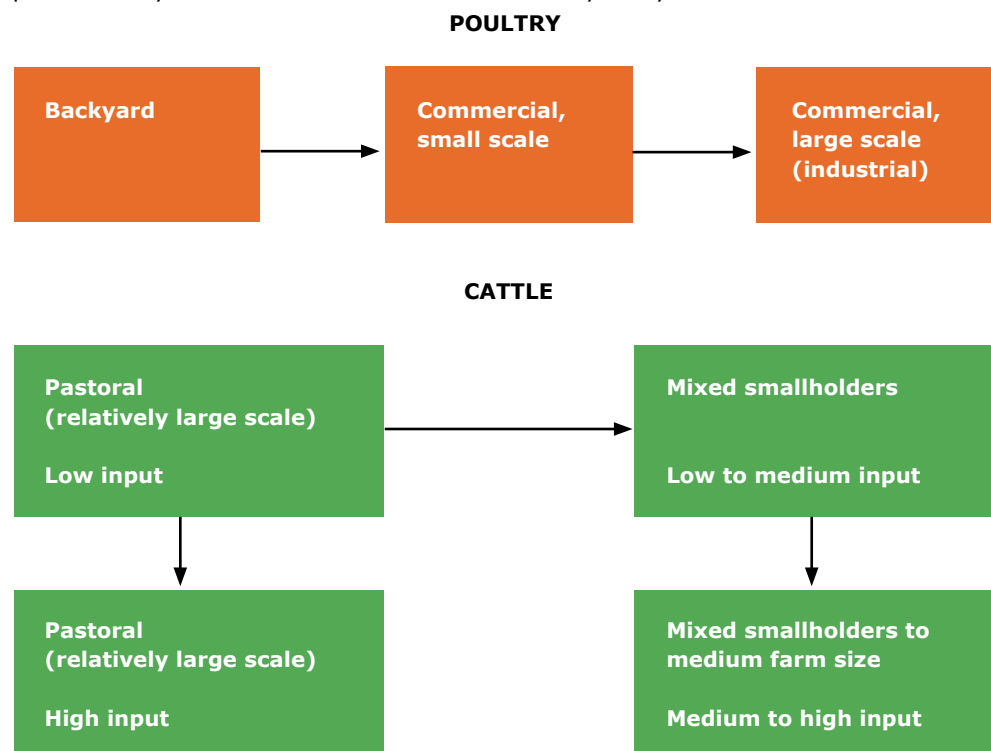 POULTRY
Backyard
Commercial,
small scale
Commercial,
large scale
(industrial)
CATTLE
Pastoral
(relatively large scale)
Low input
Mixed smallholders
Low to medium input
Pastoral
(relatively large scale)
High input
Mixed smallholders to
medium farm size
Medium to high input